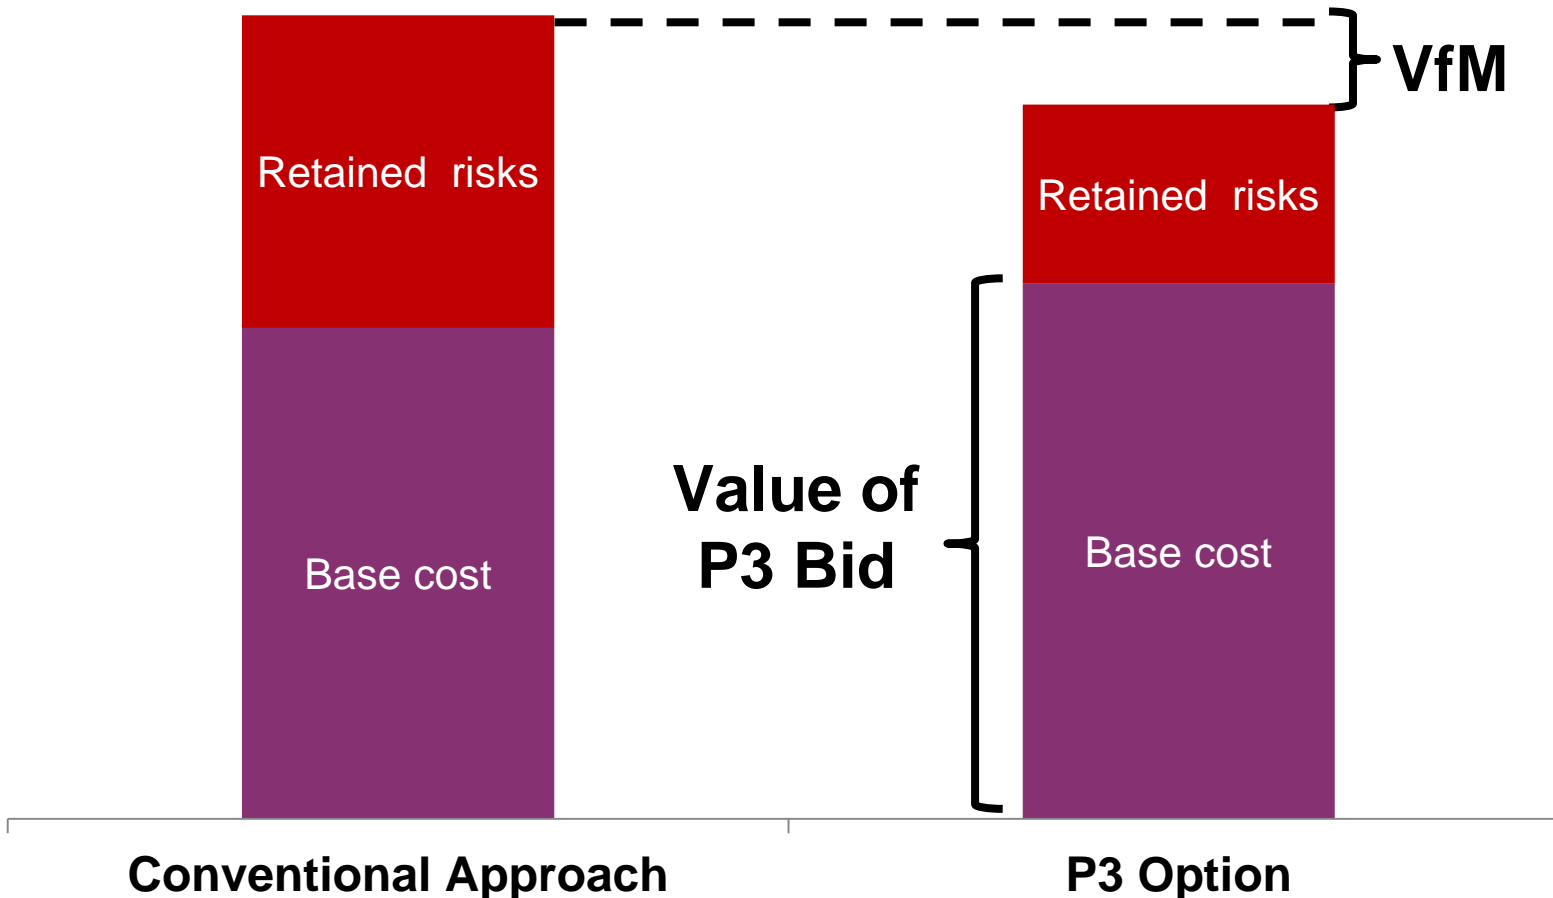 VfM
Retained risks
Retained risks
Value of
P3 Bid
Base cost
Base cost
Conventional Approach
P3 Option